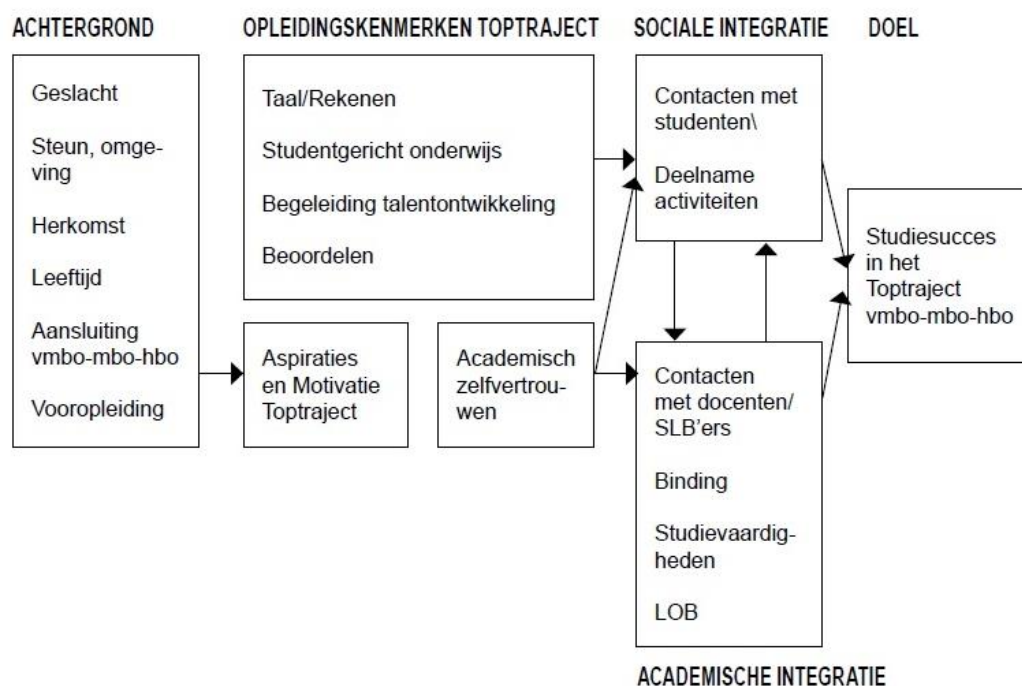 ACHTERGROND
Geslacht
Steun, omge-
ving
Herkomst
Leeftijd
Aansluiting
vmbo-mbo-hbo
Vooropleiding
OPLEIDINGSKENMERKEN TOPTRAJECT
Taal/Rekenen
Studentgericht onderwijs
Begeleiding talentontwikkeling
Beoordelen
Aspiraties
en Motivatie
Toptraject
Academisch
zelfvertrou-
wen
SOCIALE INTEGRATIE
Contacten met
studenten\
Deelname
activiteiten
Contacten
met docenten/
SLB'ers
Binding
Studievaardig-
heden
LOB
ACADEMISCHE INTEGRATIE
DOEL
Studiesucces
in het
Toptraject
vmbo-mbo-hbo